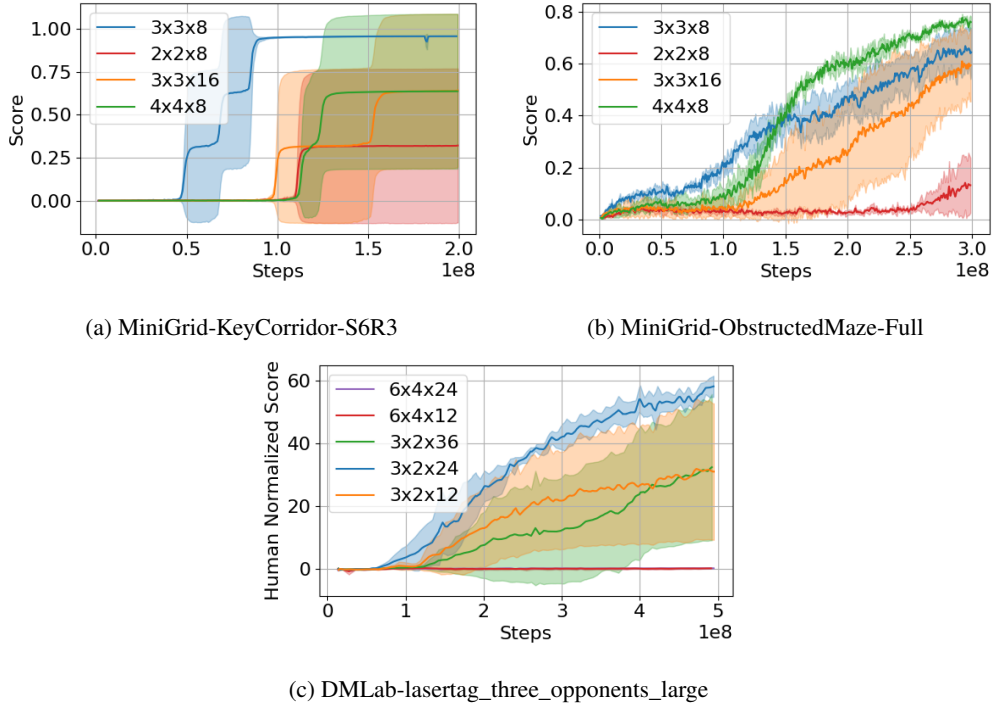 3x3x8
2x2x8
3x3x16
4x4x8
Score
1.00
0.75
0.50
0.25
0.00
0.0
0.5
1.0
1.5
2.0
1e8
Steps
(a) MiniGrid-KeyCorridor-S6R3
3x3x8
2x2x8
3x3x16
4x4x8
Score
0.8
0.6
0.4
0.2
0.0
0.0
0.5
1.0
1.5
2.0
2.5
3.0
1e8
Steps
(b) MiniGrid-ObstructedMaze-Full
6x4x24
6x4x12
3x2x36
3x2x24
3x2x12
Human Normalized Score
60
40
20
0
0
1
2
3
4
5
1e8
Steps
(c) DMLab-lasertag_three_opponents_large